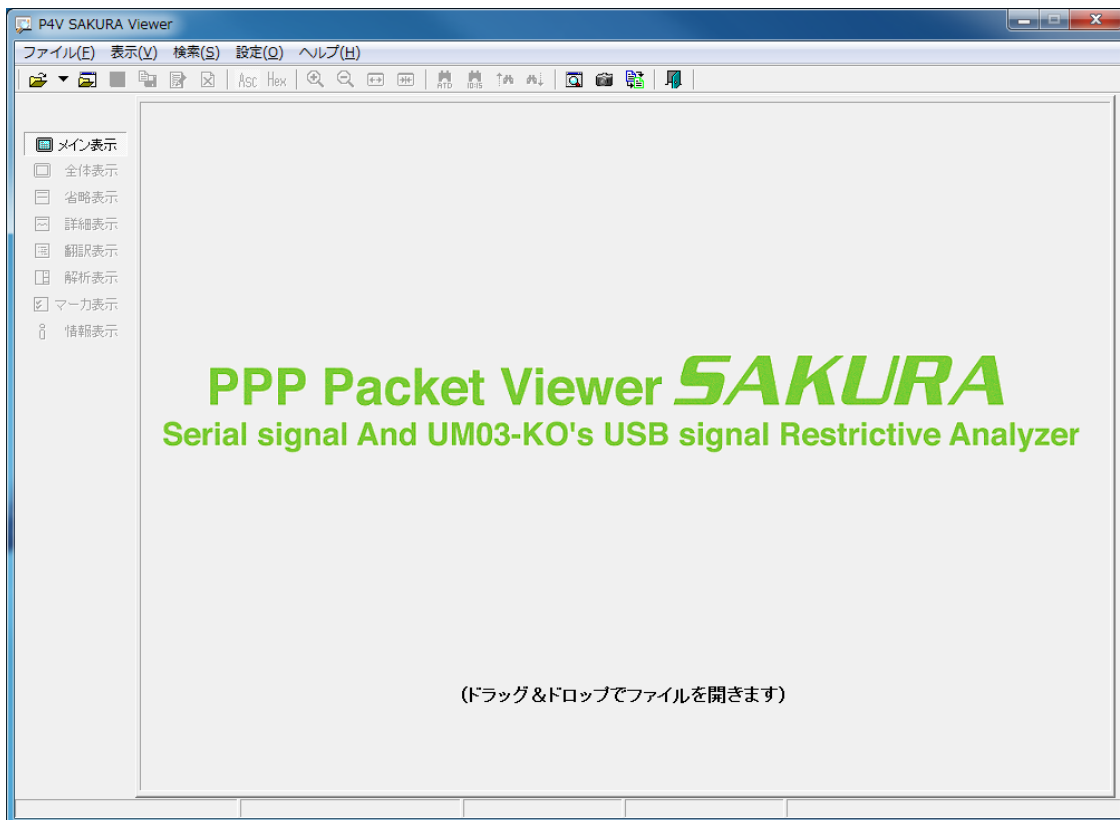 P4V SAKURA Viewer
ファイル(F) 表示(V) 検索(S) 設定(O) ヘルプ(H)
Asc Hex ATD ID:IS
メイン表示
全体表示
省略表示
詳細表示
翻訳表示
解析表示
マーカ表示
情報表示
PPP Packet Viewer SAKURA
Serial signal And UM03-KO's USB signal Restrictive Analyzer
(ドラッグ&ドロップでファイルを開きます)